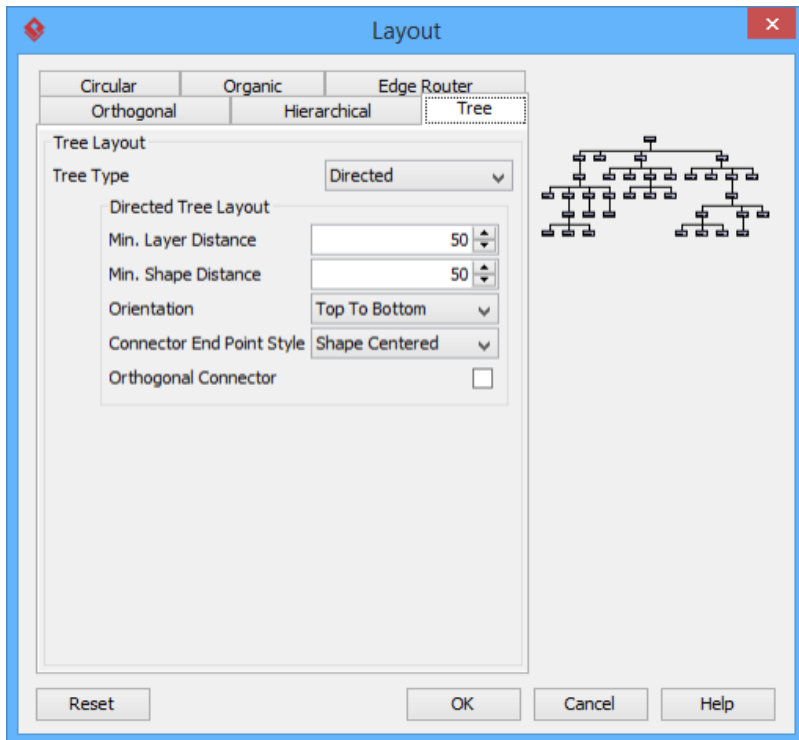 Layout
Circular Organic Edge Router
Orthogonal Hierarchical Tree
Tree Layout
Tree Type Directed
Directed Tree Layout
Min. Layer Distance 50
Min. Shape Distance 50
Orientation Top To Bottom
Connector End Point Style Shape Centered
Orthogonal Connector
Reset OK Cancel Help